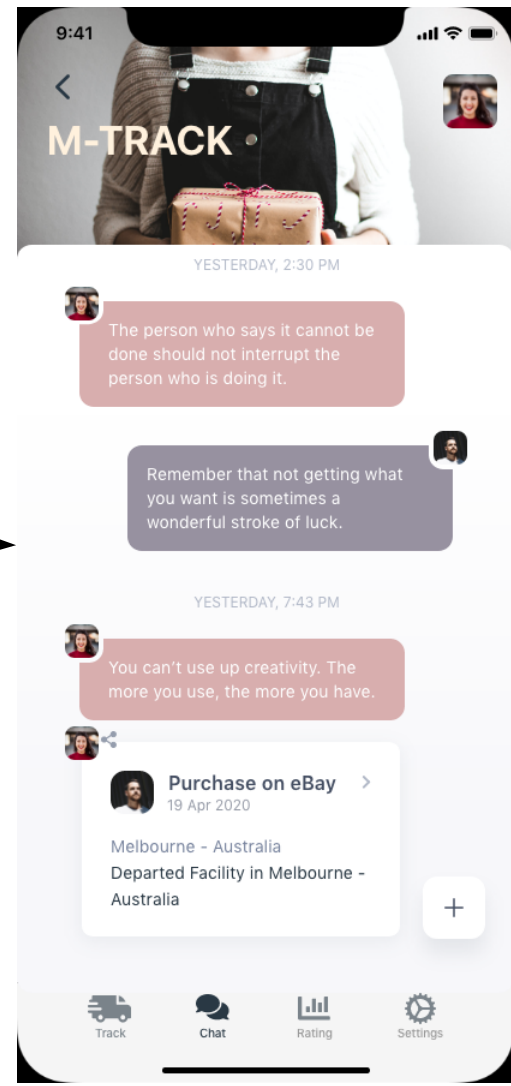 9:41
M-TRACK
YESTERDAY, 2:30 PM
The person who says it cannot be
done should not interrupt the
person who is doing it.
Remember that not getting what
you want is sometimes a
wonderful stroke of luck.
YESTERDAY, 7:43 PM
You can’t use up creativity. The
more you use, the more you have.
Purchase on eBay
19 Apr 2020
Melbourne - Australia
Departed Facility in Melbourne -
Australia
Track
Chat
Rating
Settings